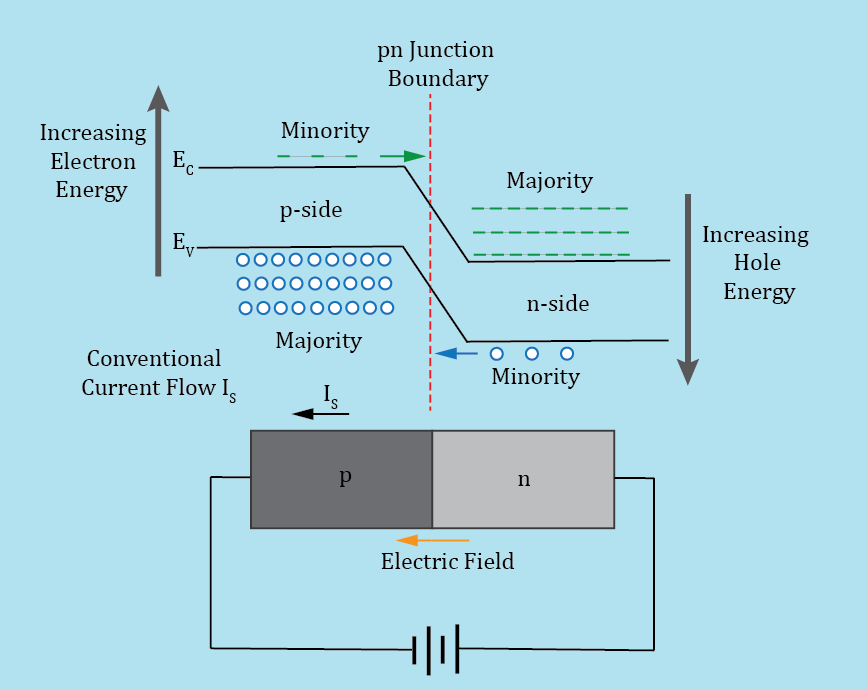 pn Junction
Boundary
Increasing
Electron
Energy
Minority
E_C
Majority
p-side
E_V
Increasing
Hole
Energy
n-side
Majority
Minority
Conventional
Current Flow I_S
I_S
p
n
Electric Field